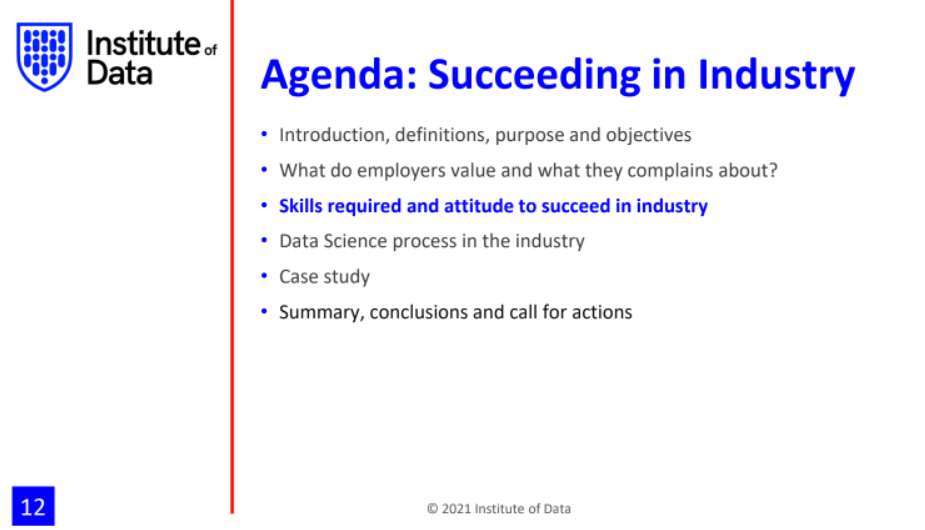 Institute of
Data
Agenda: Succeeding in Industry
• Introduction, definitions, purpose and objectives
• What do employers value and what they complains about?
• Skills required and attitude to succeed in industry
• Data Science process in the industry
• Case study
• Summary, conclusions and call for actions
12
© 2021 Institute of Data